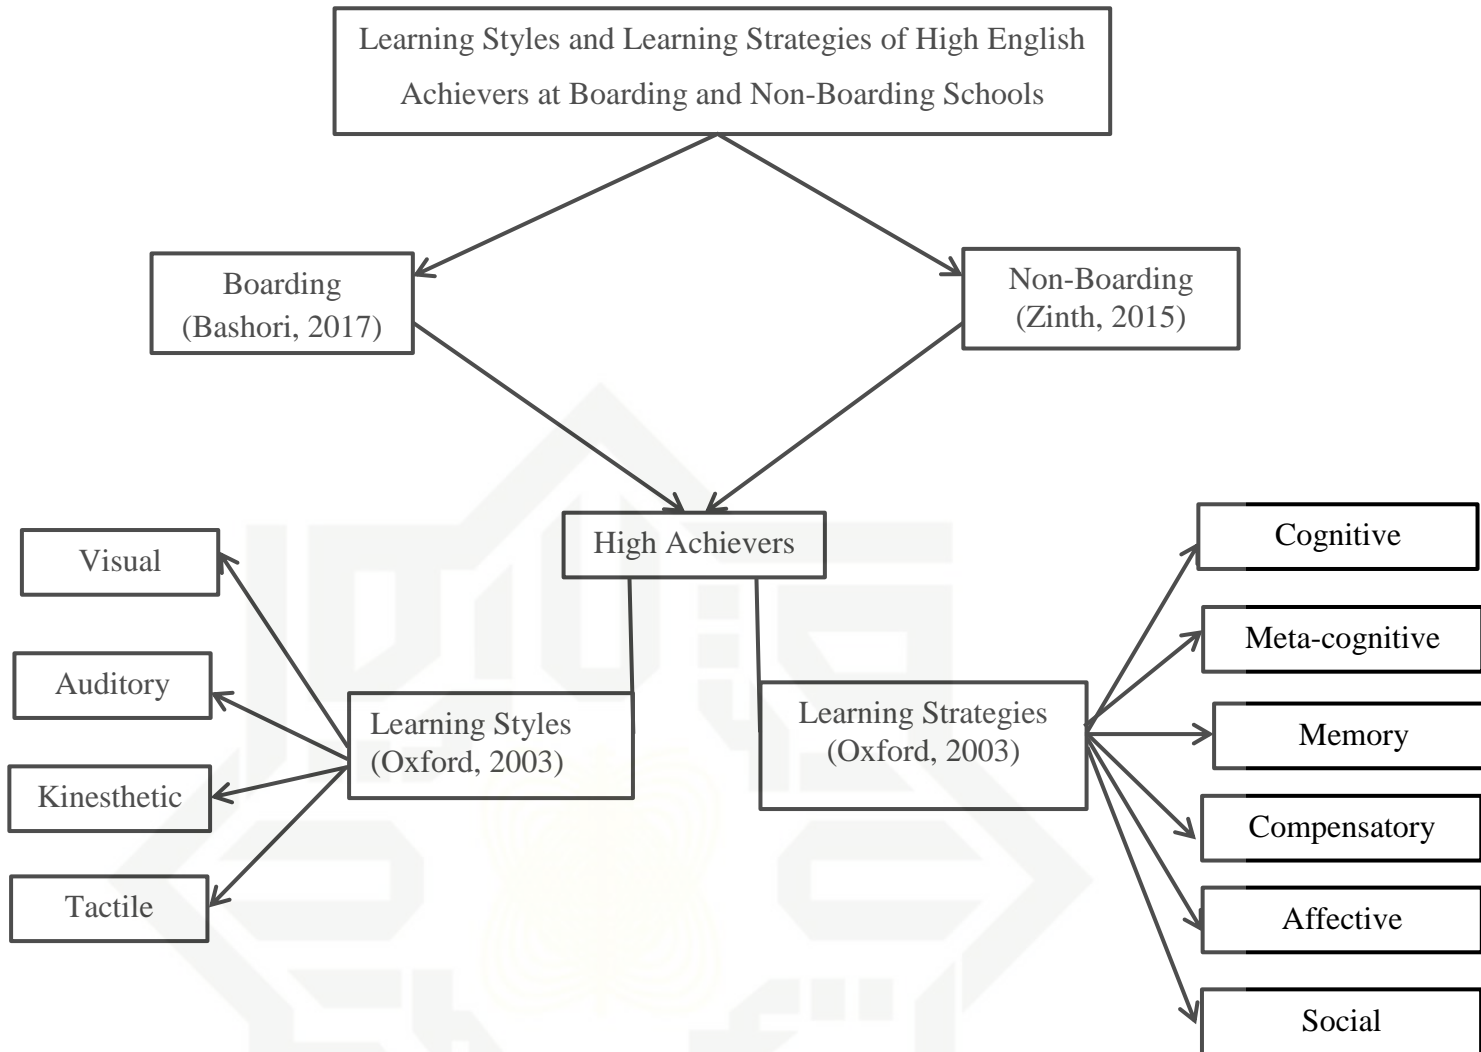 Learning Styles and Learning Strategies of High English
Achievers at Boarding and Non-Boarding Schools
Boarding
(Bashori, 2017)
Non-Boarding
(Zinth, 2015)
High Achievers
Visual
Auditory
Kinesthetic
Tactile
Learning Styles
(Oxford, 2003)
Learning Strategies
(Oxford, 2003)
Cognitive
Meta-cognitive
Memory
Compensatory
Affective
Social